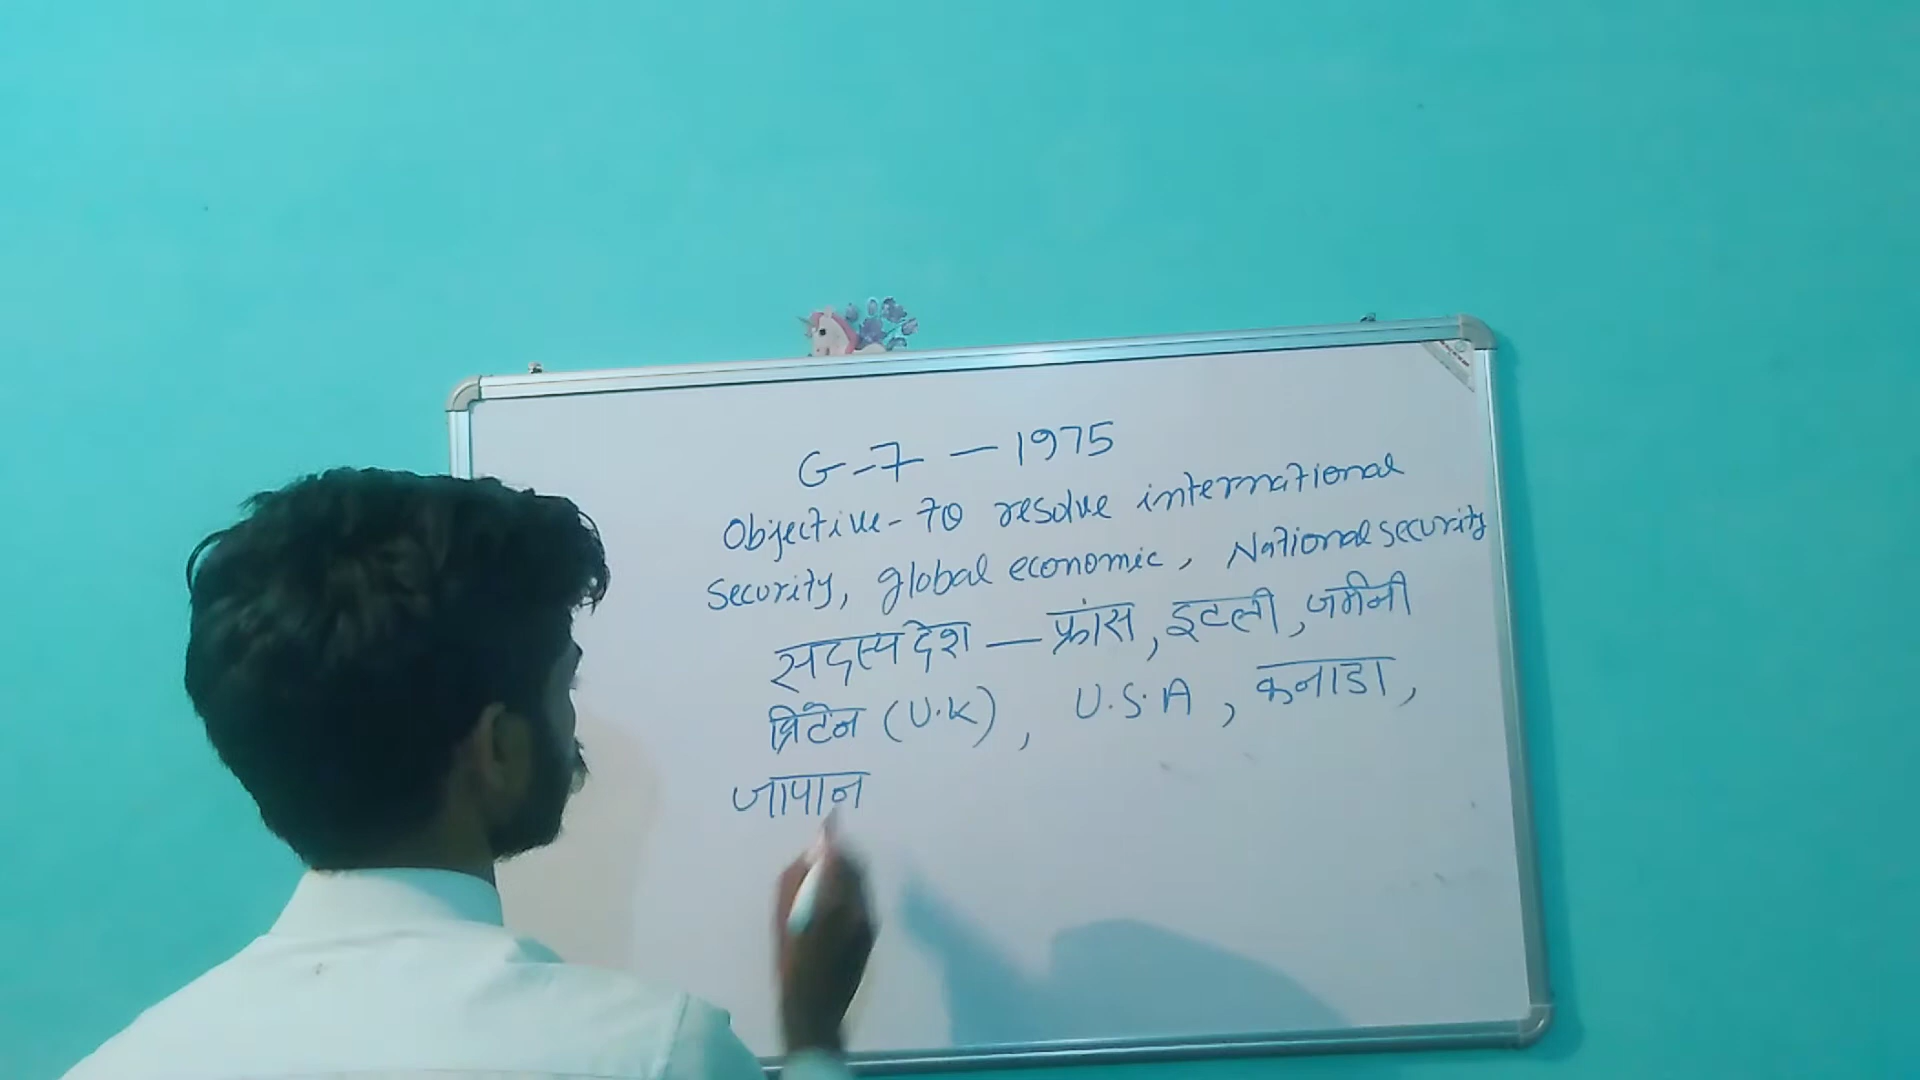 G-7 — 1975
Objective - To resolve international
security, global economic, National security
सदस्य देश — फ्रांस, इटली, जर्मनी
ब्रिटेन (U.K), U.S.A, कनाडा,
जापान